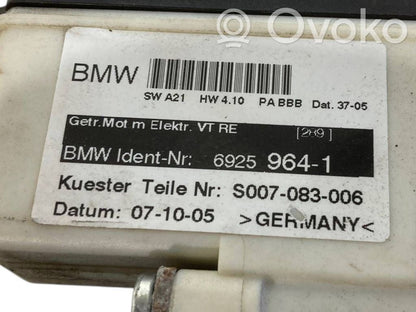 Ovoko
BMW
SW A21 HW 4.10 PA BBB Dat. 37-05
Getr.Mot m Elektr. VT RE [289]
BMW Ident-Nr: 6925 964-1
Kuester Teile Nr: S007-083-006
Datum: 07-10-05 >GERMANY<